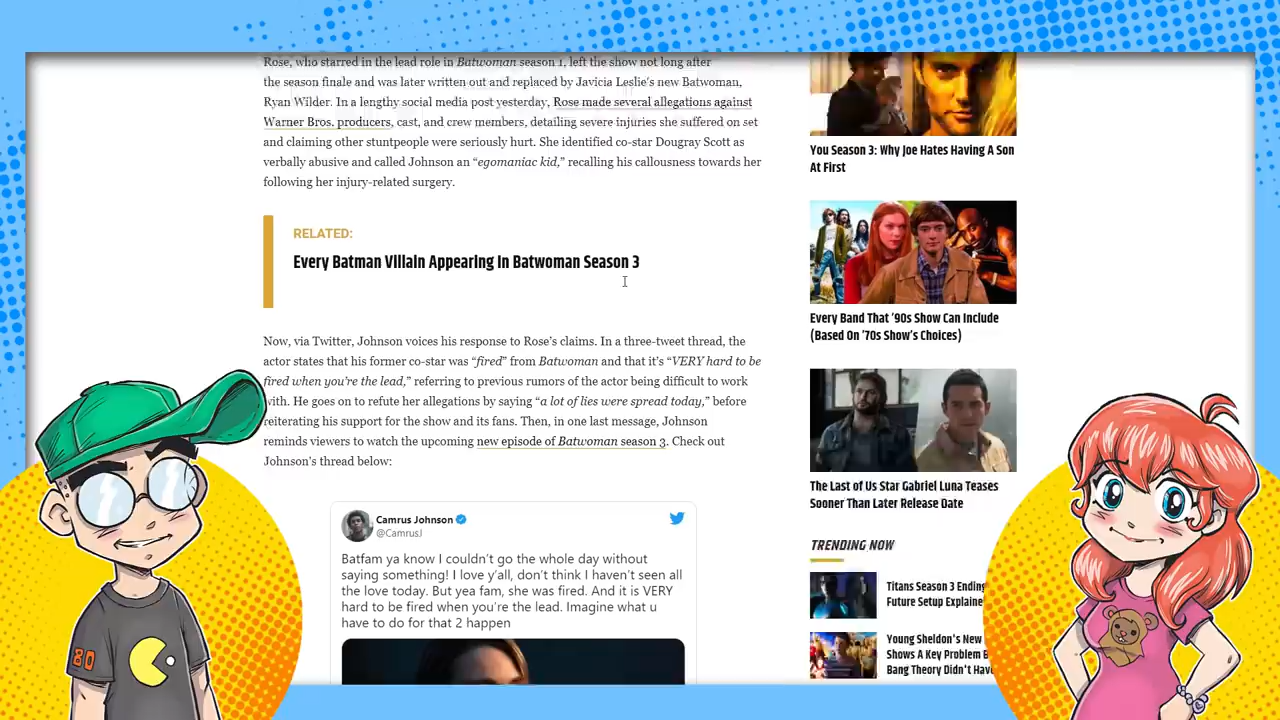 Rose, who starred in the lead role in Batwoman season 1, left the show not long after
the season finale and was later written out and replaced by Javicia Leslie's new Batwoman,
Ryan Wilder. In a lengthy social media post yesterday, Rose made several allegations against
Warner Bros. producers, cast, and crew members, detailing severe injuries she suffered on set
and claiming other stuntpeople were seriously hurt. She identified co-star Dougray Scott as
verbally abusive and called Johnson an “egomaniac kid,” recalling his callousness towards her
following her injury-related surgery.
RELATED:
Every Batman Villain Appearing In Batwoman Season 3
Now, via Twitter, Johnson voices his response to Rose's claims. In a three-tweet thread, the
actor states that his former co-star was “fired” from Batwoman and that it's “VERY hard to be
fired when you're the lead,” referring to previous rumors of the actor being difficult to work
with. He goes on to refute her allegations by saying “a lot of lies were spread today,” before
reiterating his support for the show and its fans. Then, in one last message, Johnson
reminds viewers to watch the upcoming new episode of Batwoman season 3. Check out
Johnson's thread below:
Camrus Johnson
@CamrusJ
Batfam ya know I couldn't go the whole day without
saying something! I love y'all, don't think I haven't seen all
the love today. But yea fam, she was fired. And it is VERY
hard to be fired when you're the lead. Imagine what u
have to do for that 2 happen
You Season 3: Why Joe Hates Having A Son
At First
Every Band That '90s Show Can Include
(Based On '70s Show's Choices)
The Last of Us Star Gabriel Luna Teases
Sooner Than Later Release Date
TRENDING NOW
Titans Season 3 Ending
Future Setup Explaine
Young Sheldon's New
Shows A Key Problem B
Bang Theory Didn't Hav
80